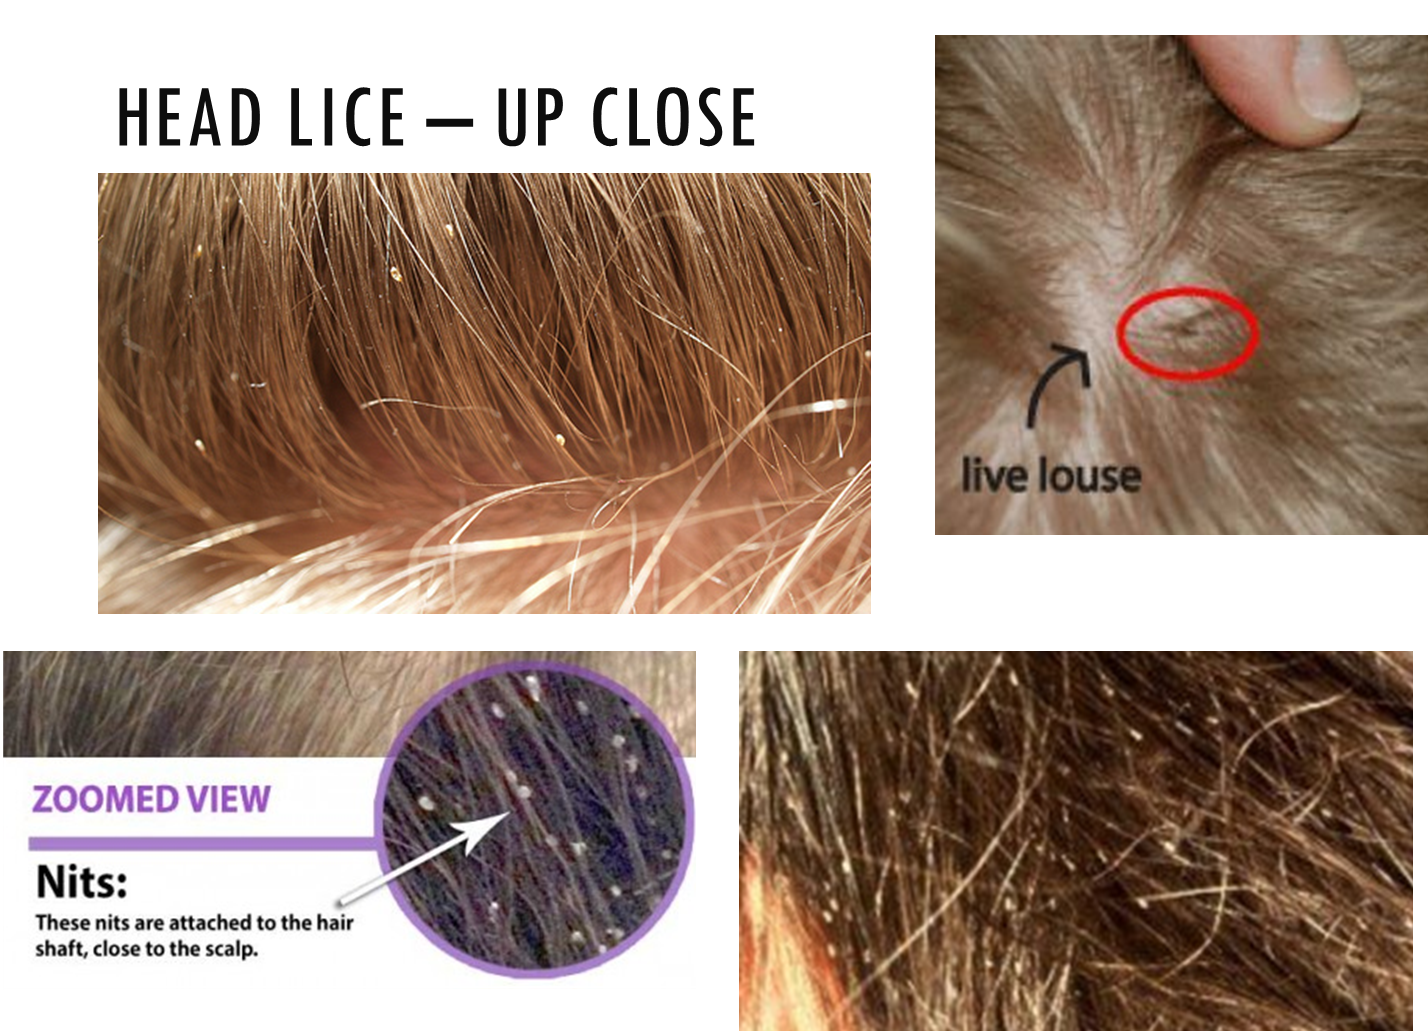 HEAD LICE – UP CLOSE
live louse
ZOOMED VIEW
Nits:
These nits are attached to the hair
shaft, close to the scalp.